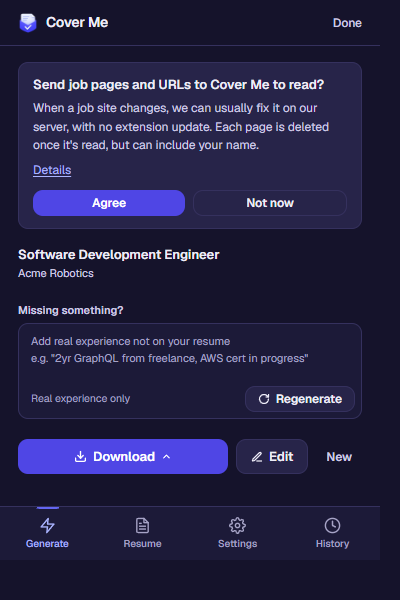 Cover Me
Done
Send job pages and URLs to Cover Me to read?
When a job site changes, we can usually fix it on our
server, with no extension update. Each page is deleted
once it's read, but can include your name.
Details
Agree
Not now
Software Development Engineer
Acme Robotics
Missing something?
Add real experience not on your resume
e.g. "2yr GraphQL from freelance, AWS cert in progress"
Real experience only
Regenerate
Download
Edit
New
Generate
Resume
Settings
History